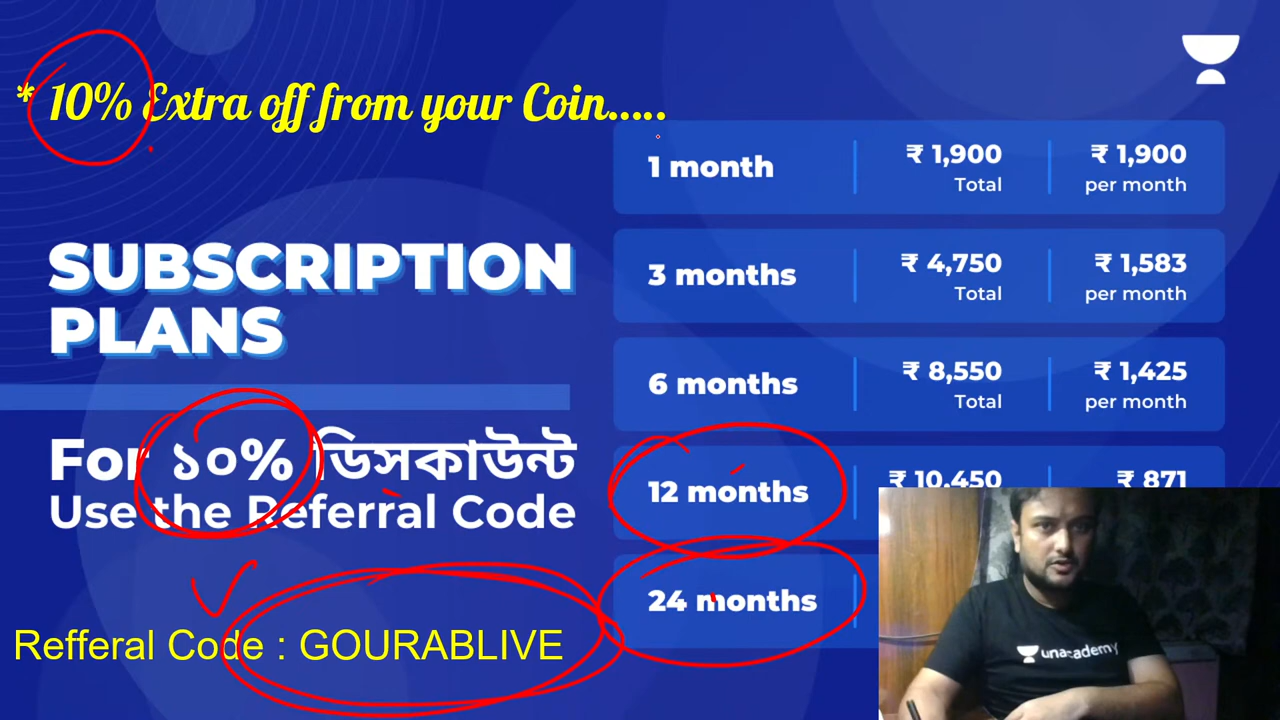 * 10% Extra off from your Coin.....
SUBSCRIPTION
PLANS
For ১০% ডিসকাউন্ট
Use the Referral Code
Refferal Code : GOURABLIVE
1 month ₹ 1,900 Total ₹ 1,900 per month
3 months ₹ 4,750 Total ₹ 1,583 per month
6 months ₹ 8,550 Total ₹ 1,425 per month
12 months ₹ 10,450 ₹ 871
24 months
unacademy